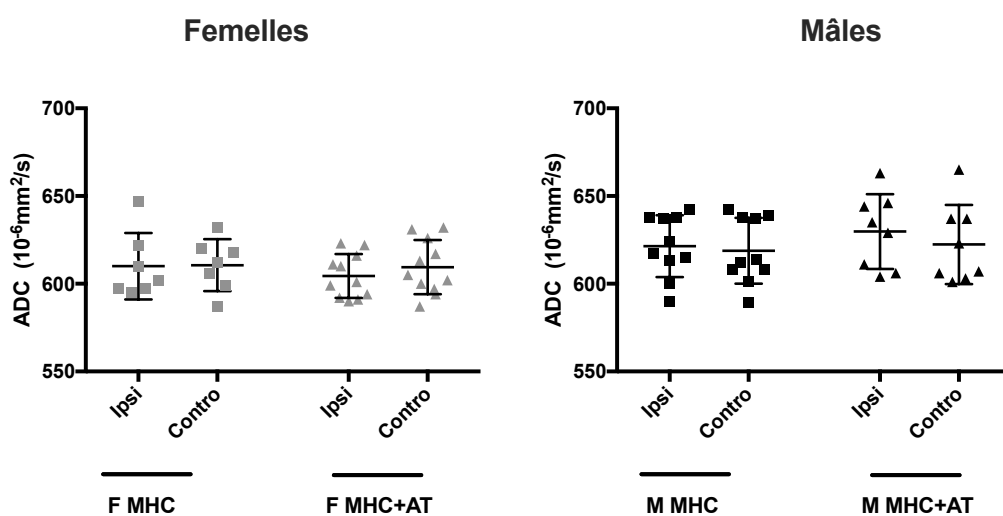 Femelles
ADC (10-6mm2/s)
700
650
600
550
Ipsi
Contro
Ipsi
Contro
F MHC
F MHC+AT
Mâles
ADC (10-6mm2/s)
700
650
600
550
Ipsi
Contro
Ipsi
Contro
M MHC
M MHC+AT